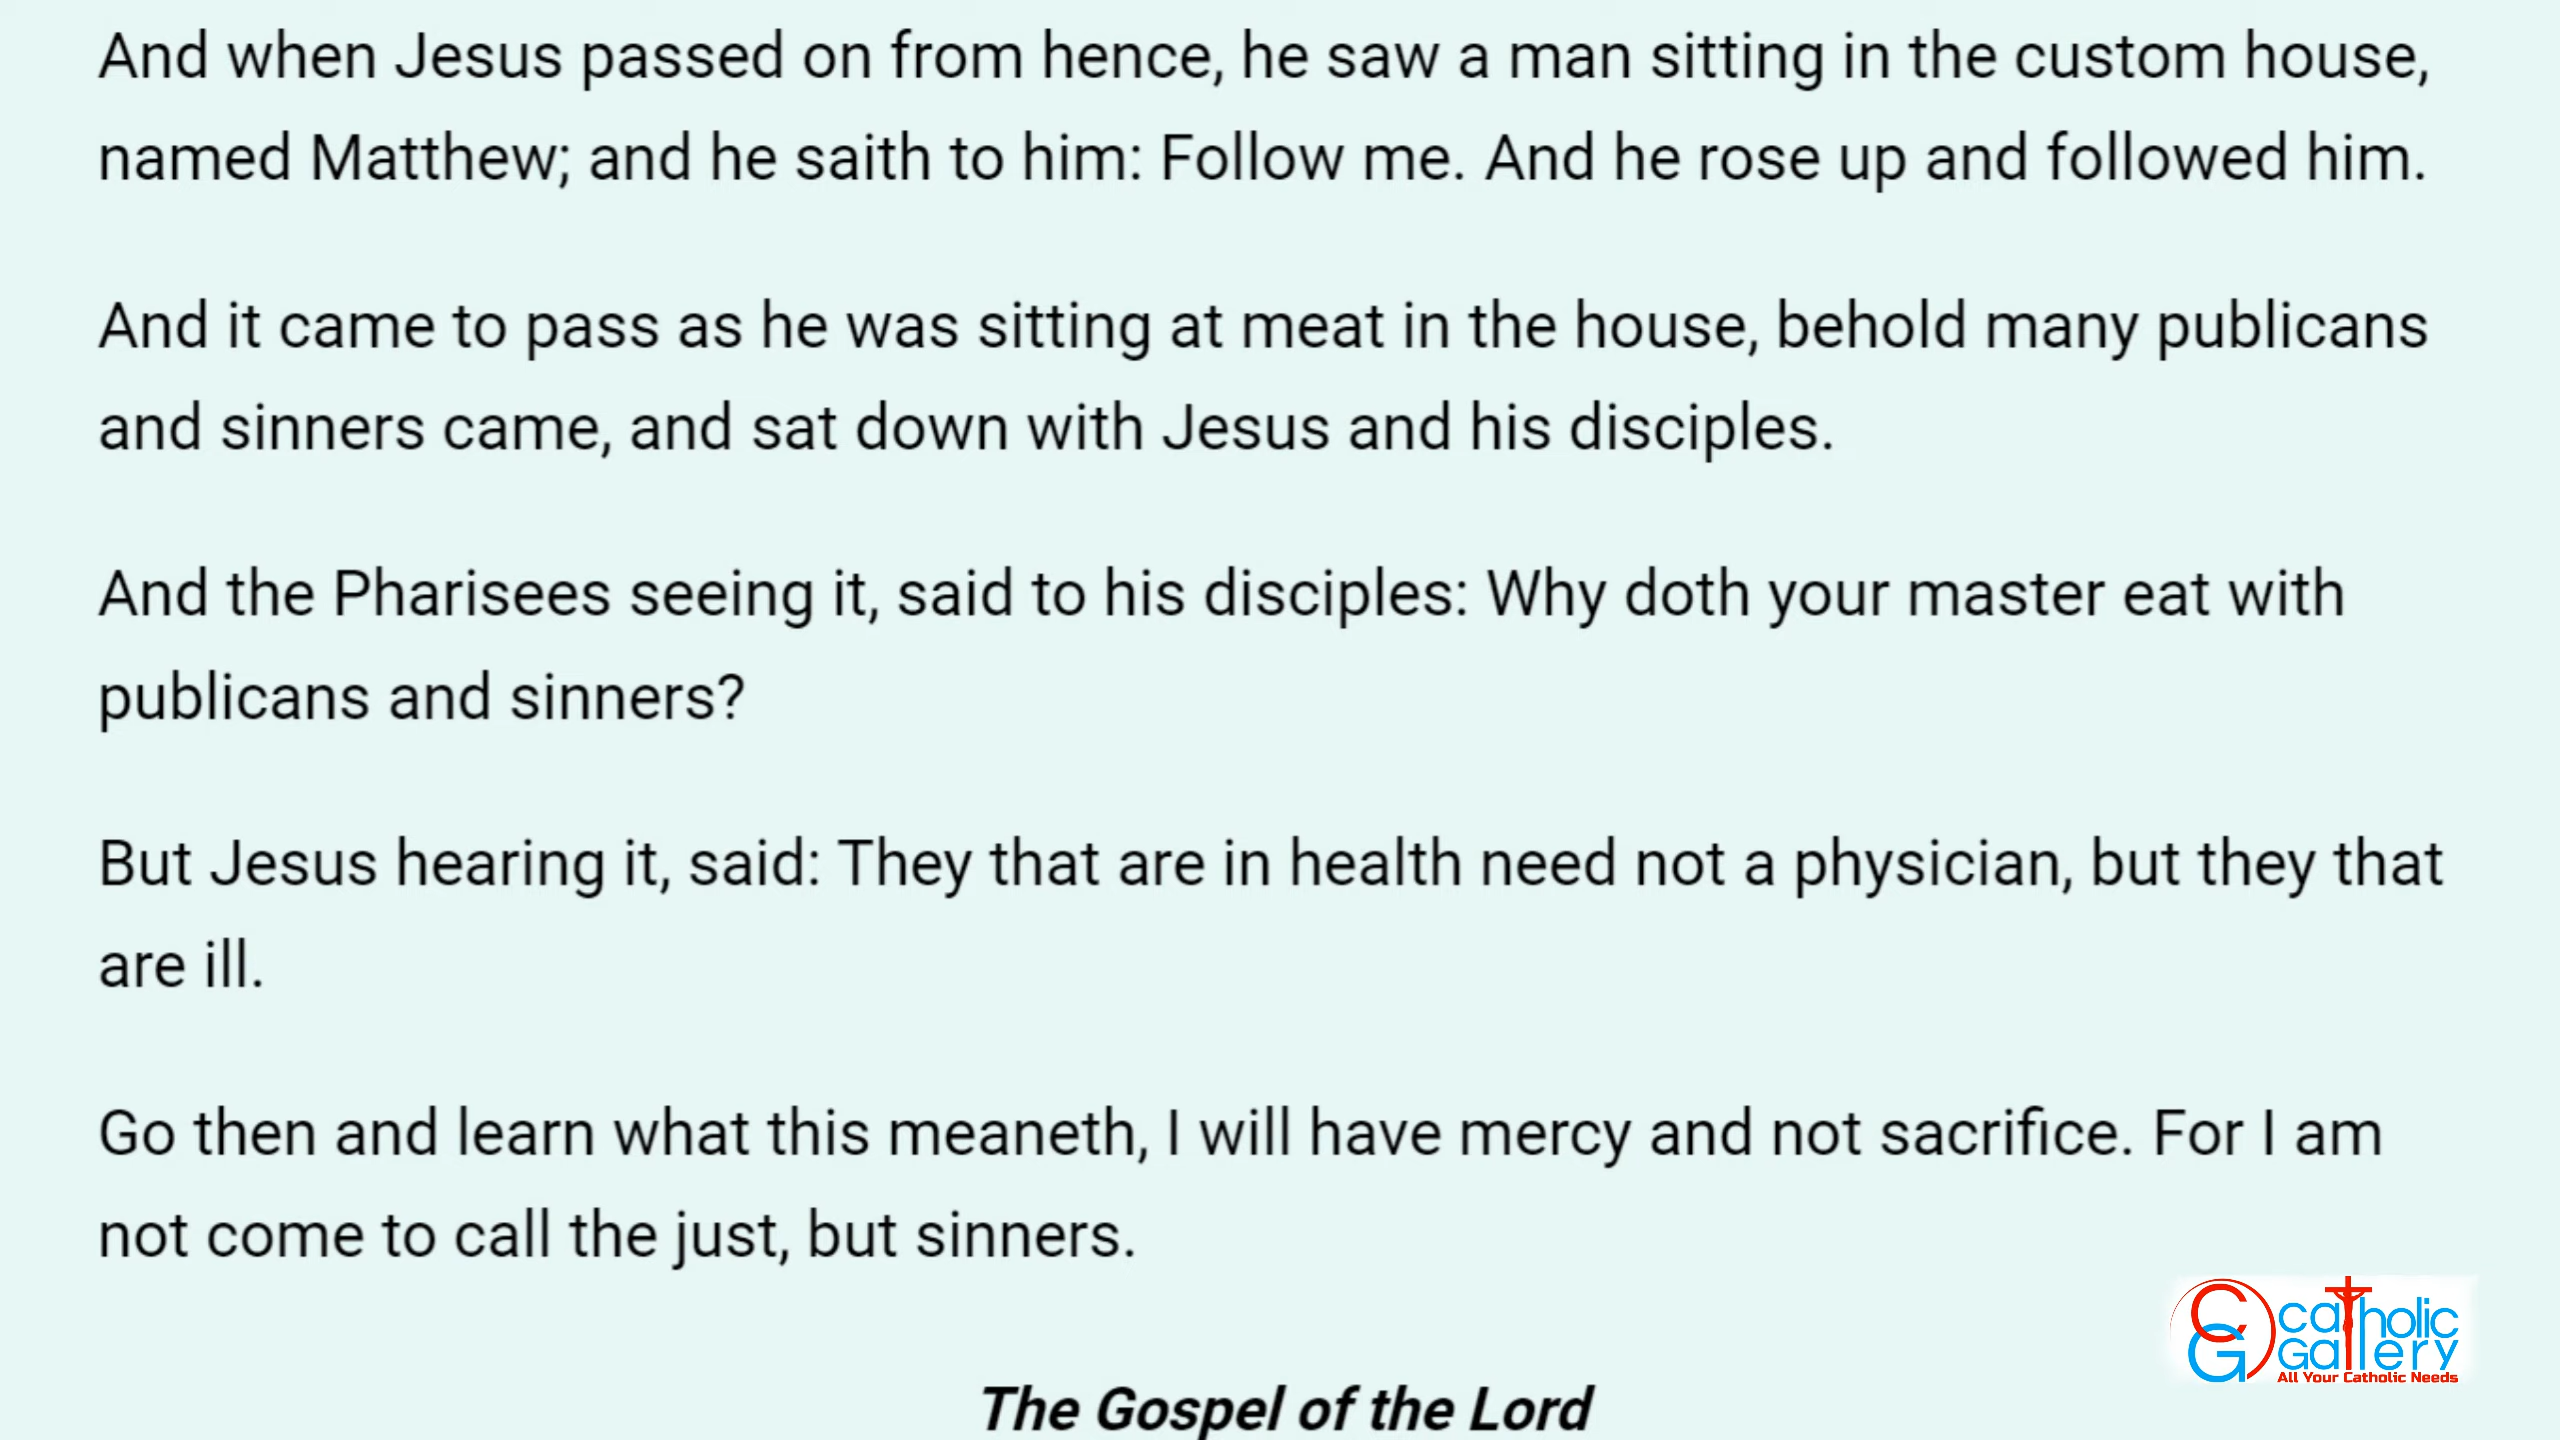 And when Jesus passed on from hence, he saw a man sitting in the custom house,
named Matthew; and he saith to him: Follow me. And he rose up and followed him.
And it came to pass as he was sitting at meat in the house, behold many publicans
and sinners came, and sat down with Jesus and his disciples.
And the Pharisees seeing it, said to his disciples: Why doth your master eat with
publicans and sinners?
But Jesus hearing it, said: They that are in health need not a physician, but they that
are ill.
Go then and learn what this meaneth, I will have mercy and not sacrifice. For I am
not come to call the just, but sinners.
CG
catholic
Gallery
All Your Catholic Needs
The Gospel of the Lord